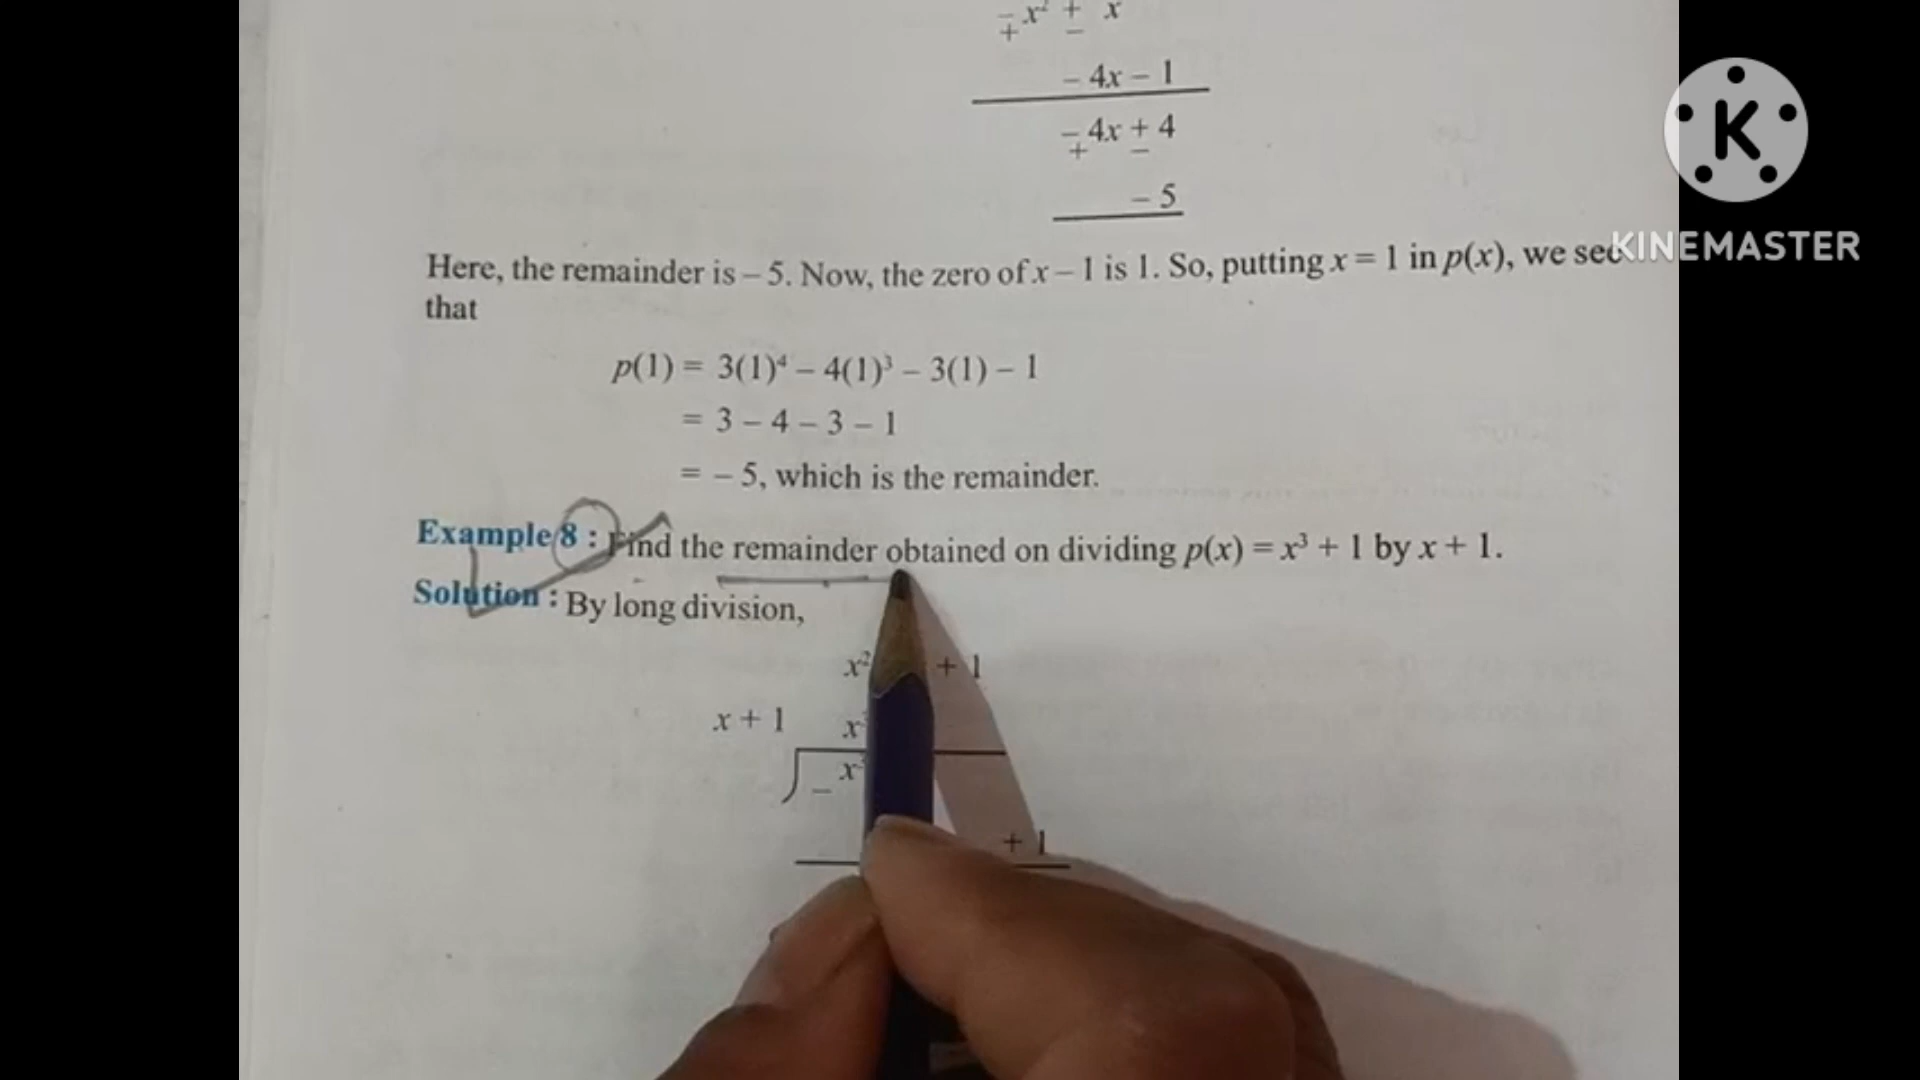 – x² + x
+ –
– 4x – 1
– 4x + 4
+ –
– 5
Here, the remainder is – 5. Now, the zero of x – 1 is 1. So, putting x = 1 in p(x), we see
that
p(1) = 3(1)⁴ – 4(1)³ – 3(1) – 1
= 3 – 4 – 3 – 1
= – 5, which is the remainder.
Example 8 : Find the remainder obtained on dividing p(x) = x³ + 1 by x + 1.
Solution : By long division,
x² + 1
x + 1 x
– x
+ 1
K
KINEMASTER